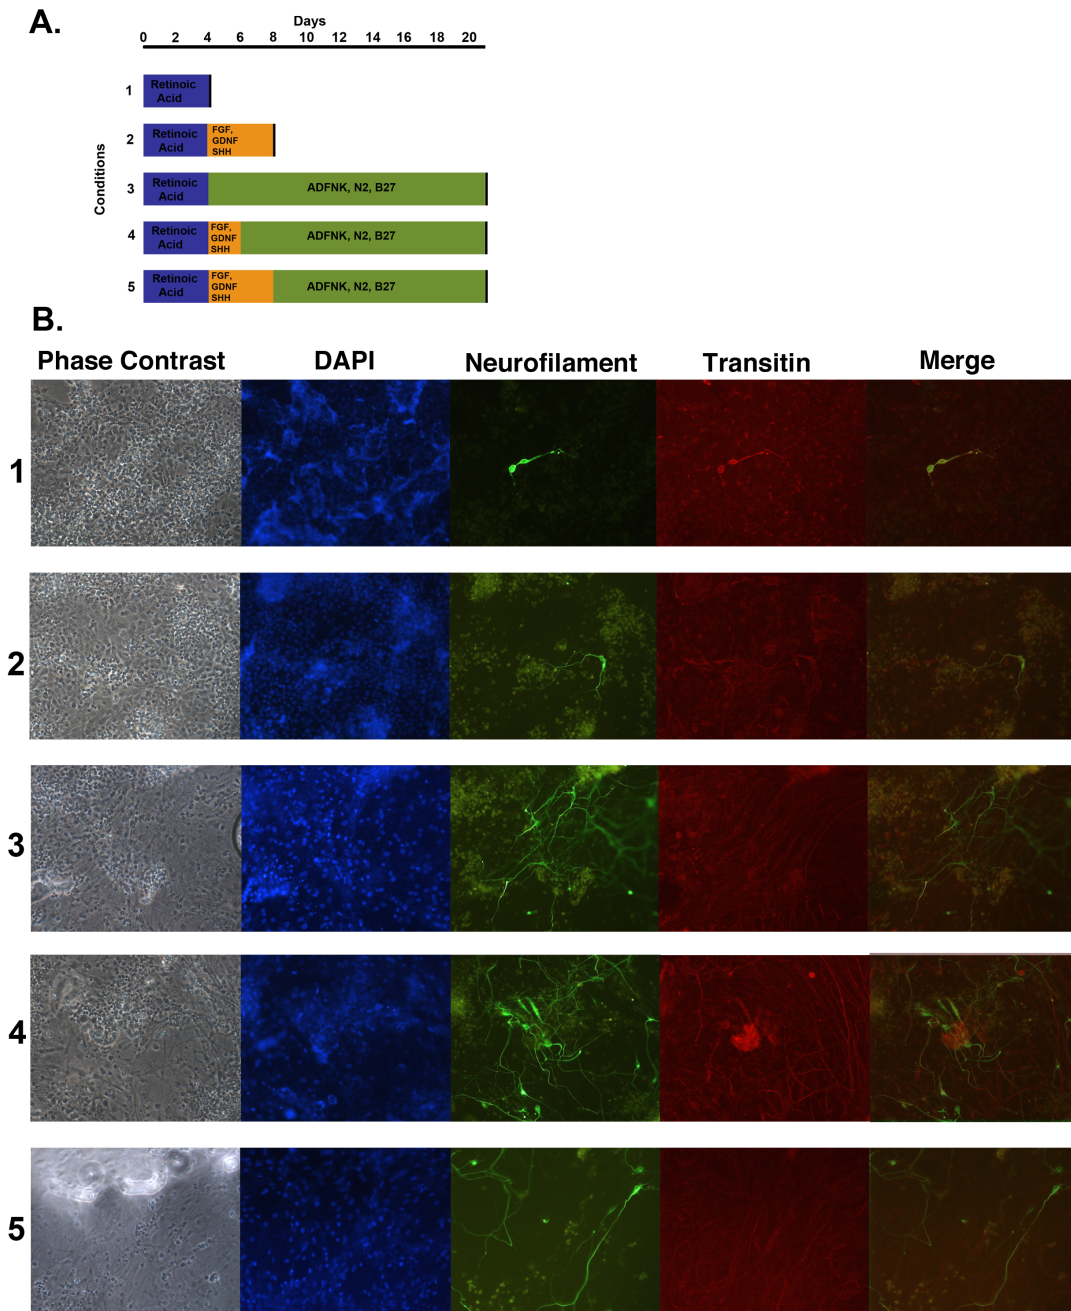 A.
Days
0 2 4 6 8 10 12 14 16 18 20
Conditions
1
Retinoic
Acid
2
Retinoic
Acid
FGF,
GDNF
SHH
3
Retinoic
Acid
ADFNK, N2, B27
4
Retinoic
Acid
FGF,
GDNF
SHH
ADFNK, N2, B27
5
Retinoic
Acid
FGF,
GDNF
SHH
ADFNK, N2, B27
B.
Phase Contrast DAPI Neurofilament Transitin Merge
1
2
3
4
5